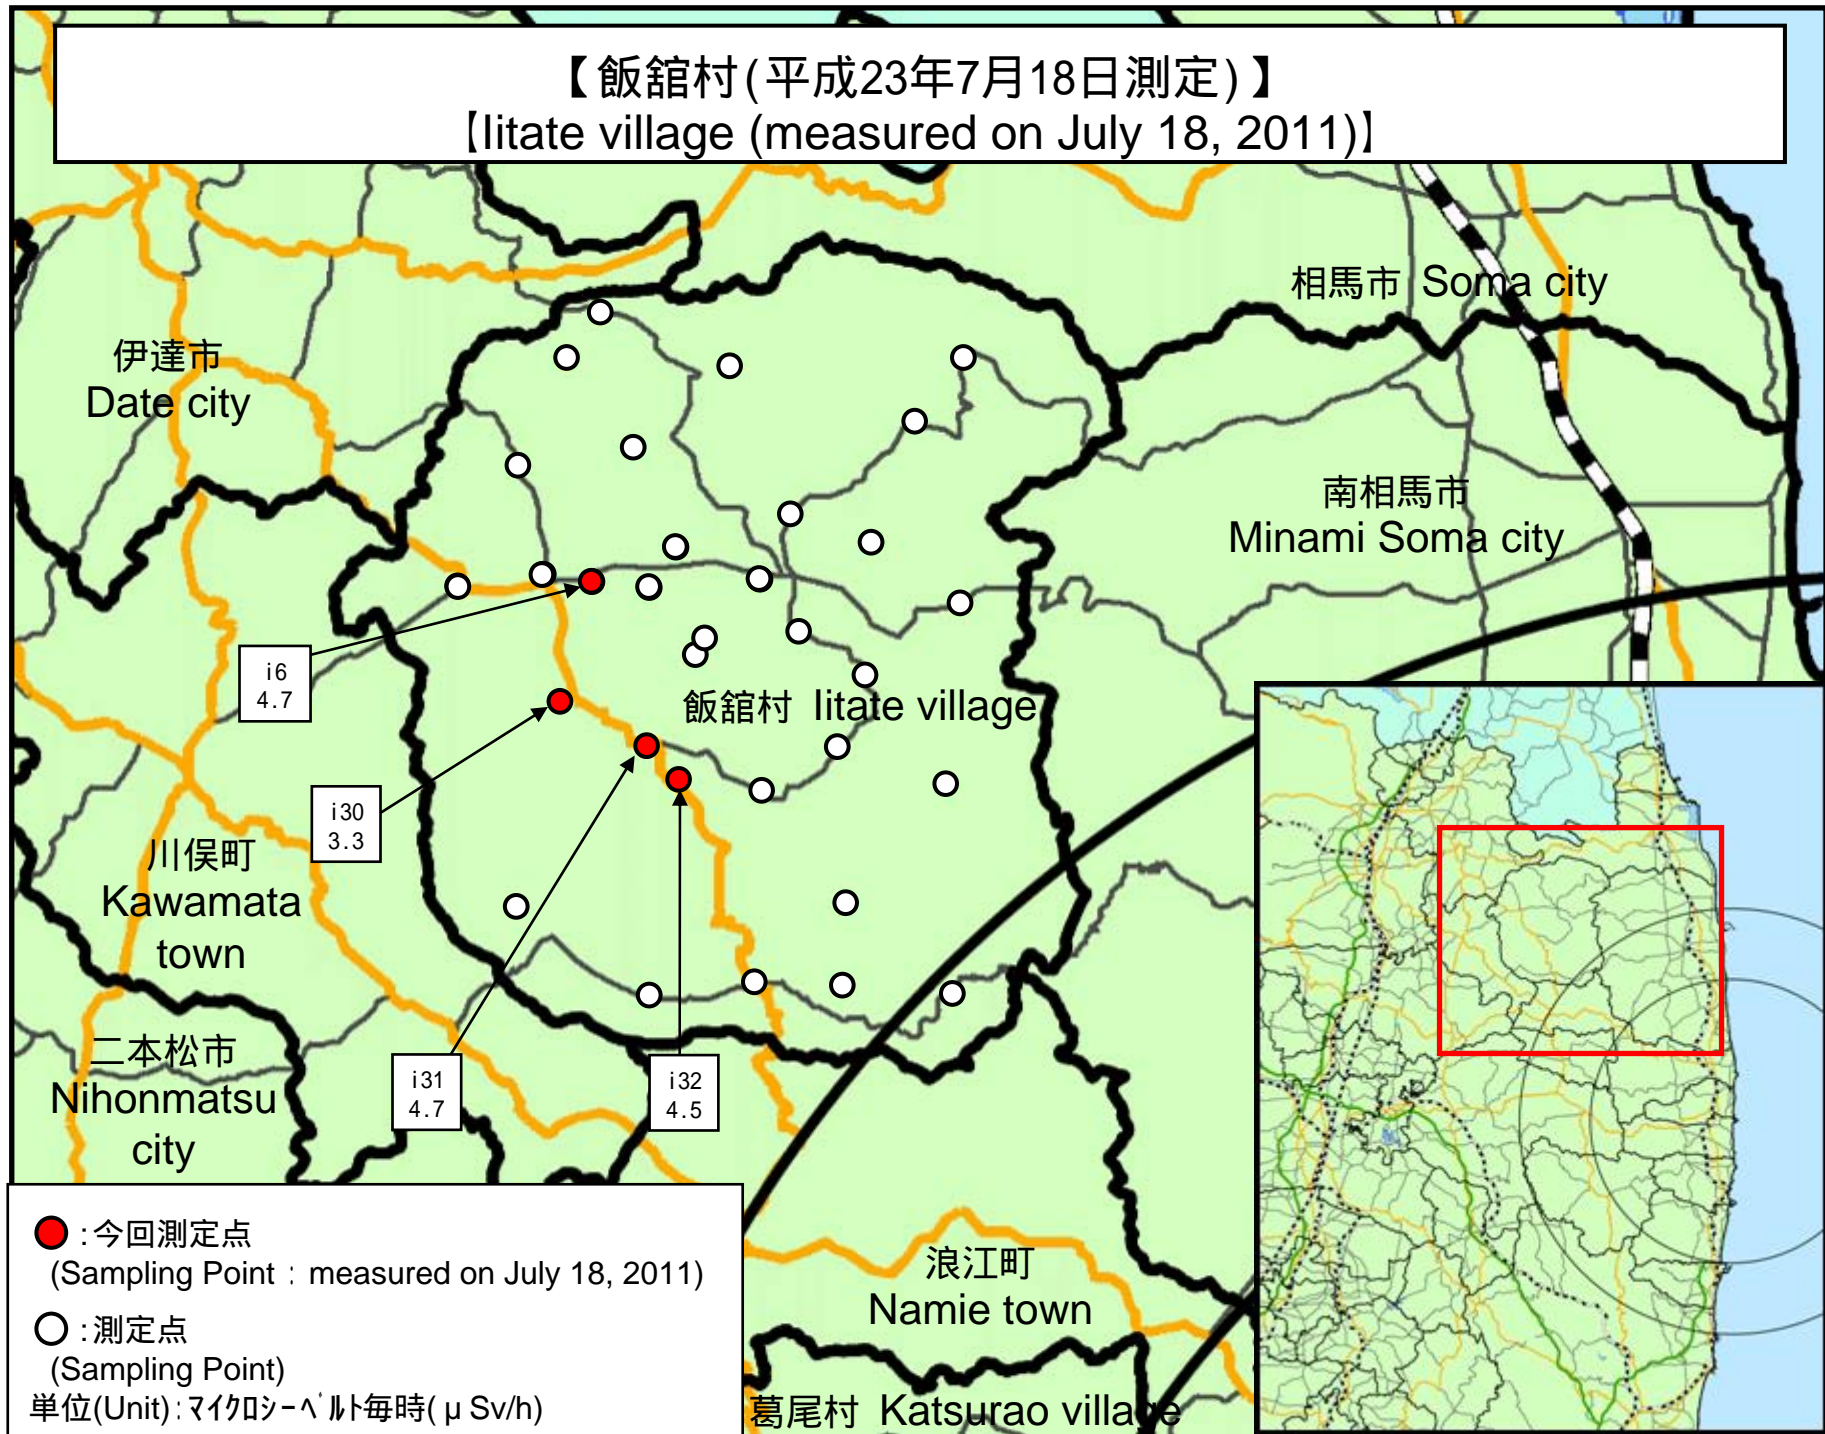 【飯舘村(平成23年7月18日測定)】
【Iitate village (measured on July 18, 2011)】
相馬市 Soma city
伊達市
Date city
南相馬市
Minami Soma city
i6
4.7
飯舘村 Iitate village
i30
3.3
川俣町
Kawamata
town
二本松市
Nihonmatsu
city
i31
4.7
i32
4.5
:今回測定点
(Sampling Point : measured on July 18, 2011)
:測定点
(Sampling Point)
単位(Unit):マイクロシーベルト毎時(μSv/h)
浪江町
Namie town
葛尾村 Katsurao village